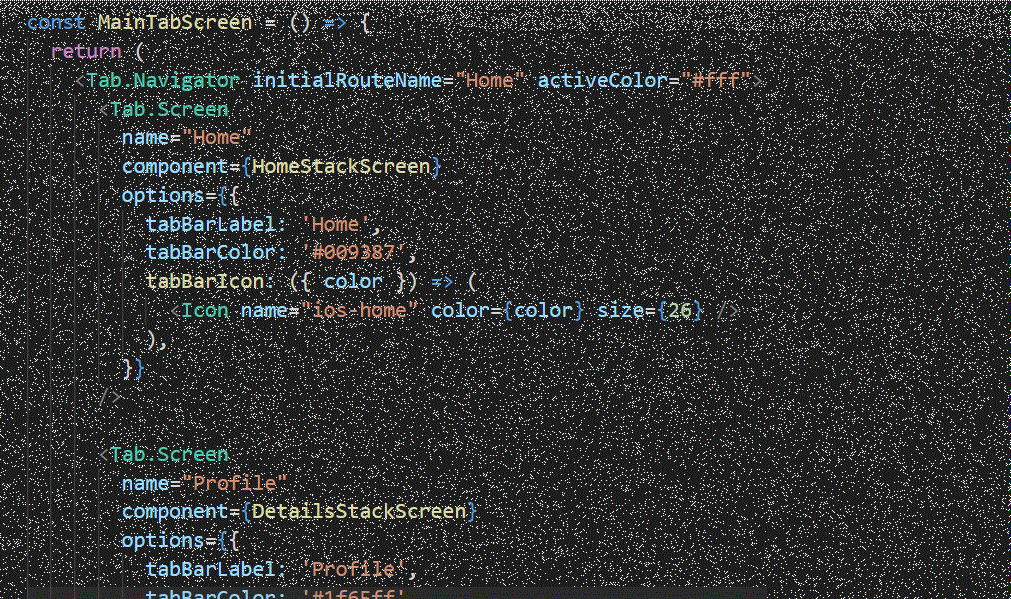 const MainTabScreen = () => {
return (
<Tab.Navigator initialRouteName="Home" activeColor="#fff">
<Tab.Screen
name="Home"
component={HomeStackScreen}
options={{
tabBarLabel: 'Home',
tabBarColor: '#009387',
tabBarIcon: ({ color }) => (
<Icon name="ios-home" color={color} size={26} />
),
}}
/>
<Tab.Screen
name="Profile"
component={DetailsStackScreen}
options={{
tabBarLabel: 'Profile',
tabBarColor: '#1f65ff'